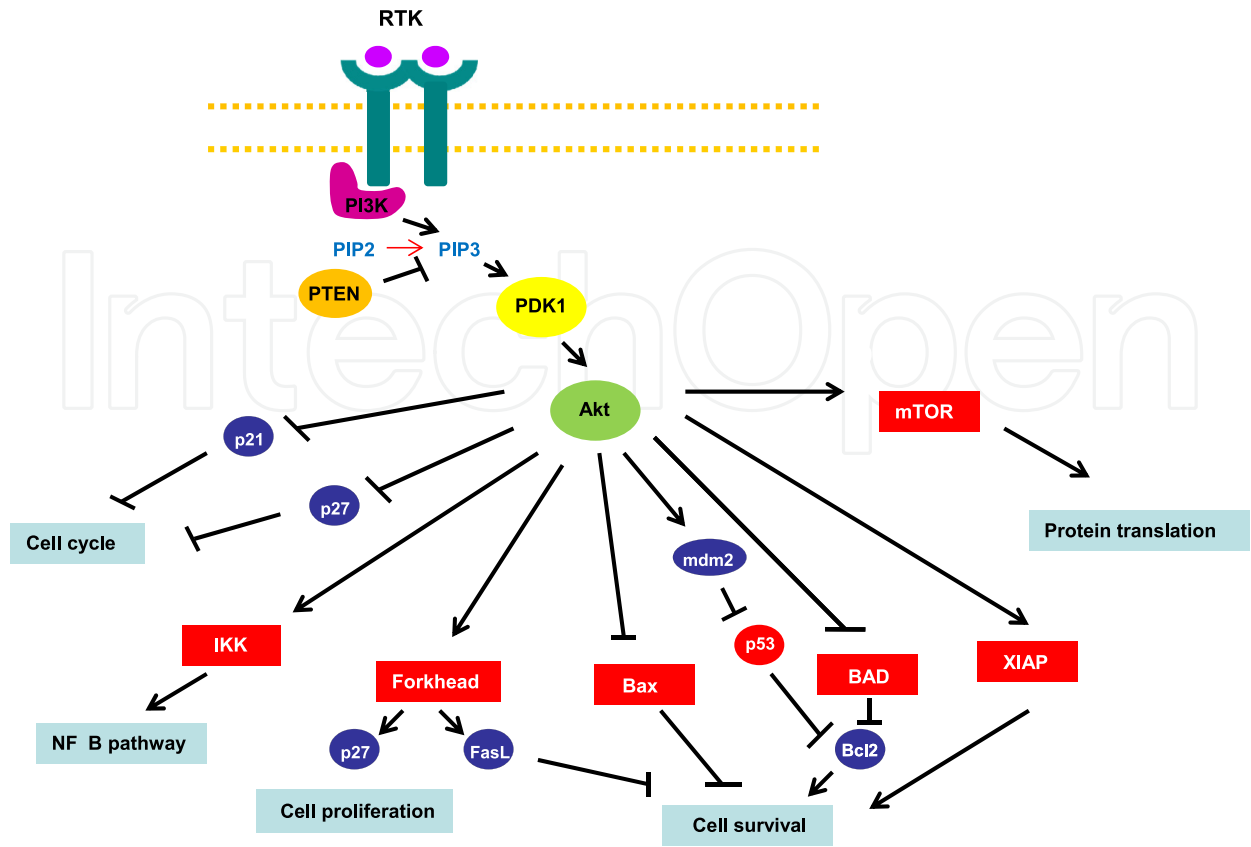 RTK
PI3K
PIP2
PIP3
PTEN
PDK1
Akt
mTOR
p21
p27
Cell cycle
Protein translation
mdm2
IKK
p53
Forkhead
Bax
BAD
XIAP
NF B pathway
p27
FasL
Bcl2
Cell proliferation
Cell survival
IntechOpen